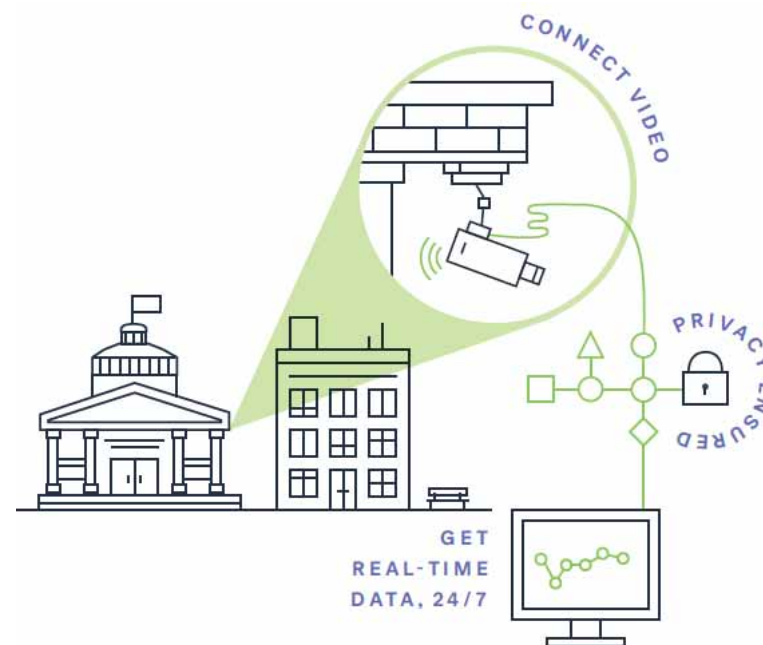 CONNECT VIDEO
PRIVACY ENSURED
GET
REAL-TIME
DATA, 24/7